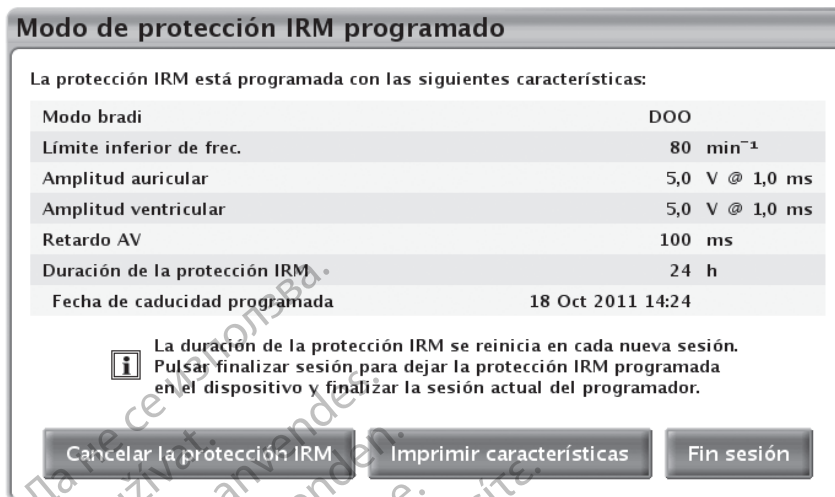 Modo de protección IRM programado
La protección IRM está programada con las siguientes características:
Modo bradi DOO
Límite inferior de frec. 80 min⁻¹
Amplitud auricular 5,0 V @ 1,0 ms
Amplitud ventricular 5,0 V @ 1,0 ms
Retardo AV 100 ms
Duración de la protección IRM 24 h
Fecha de caducidad programada 18 Oct 2011 14:24
La duración de la protección IRM se reinicia en cada nueva sesión.
Pulsar finalizar sesión para dejar la protección IRM programada
en el dispositivo y finalizar la sesión actual del programador.
Cancelar la protección IRM Imprimir características Fin sesión
Да не се използва.